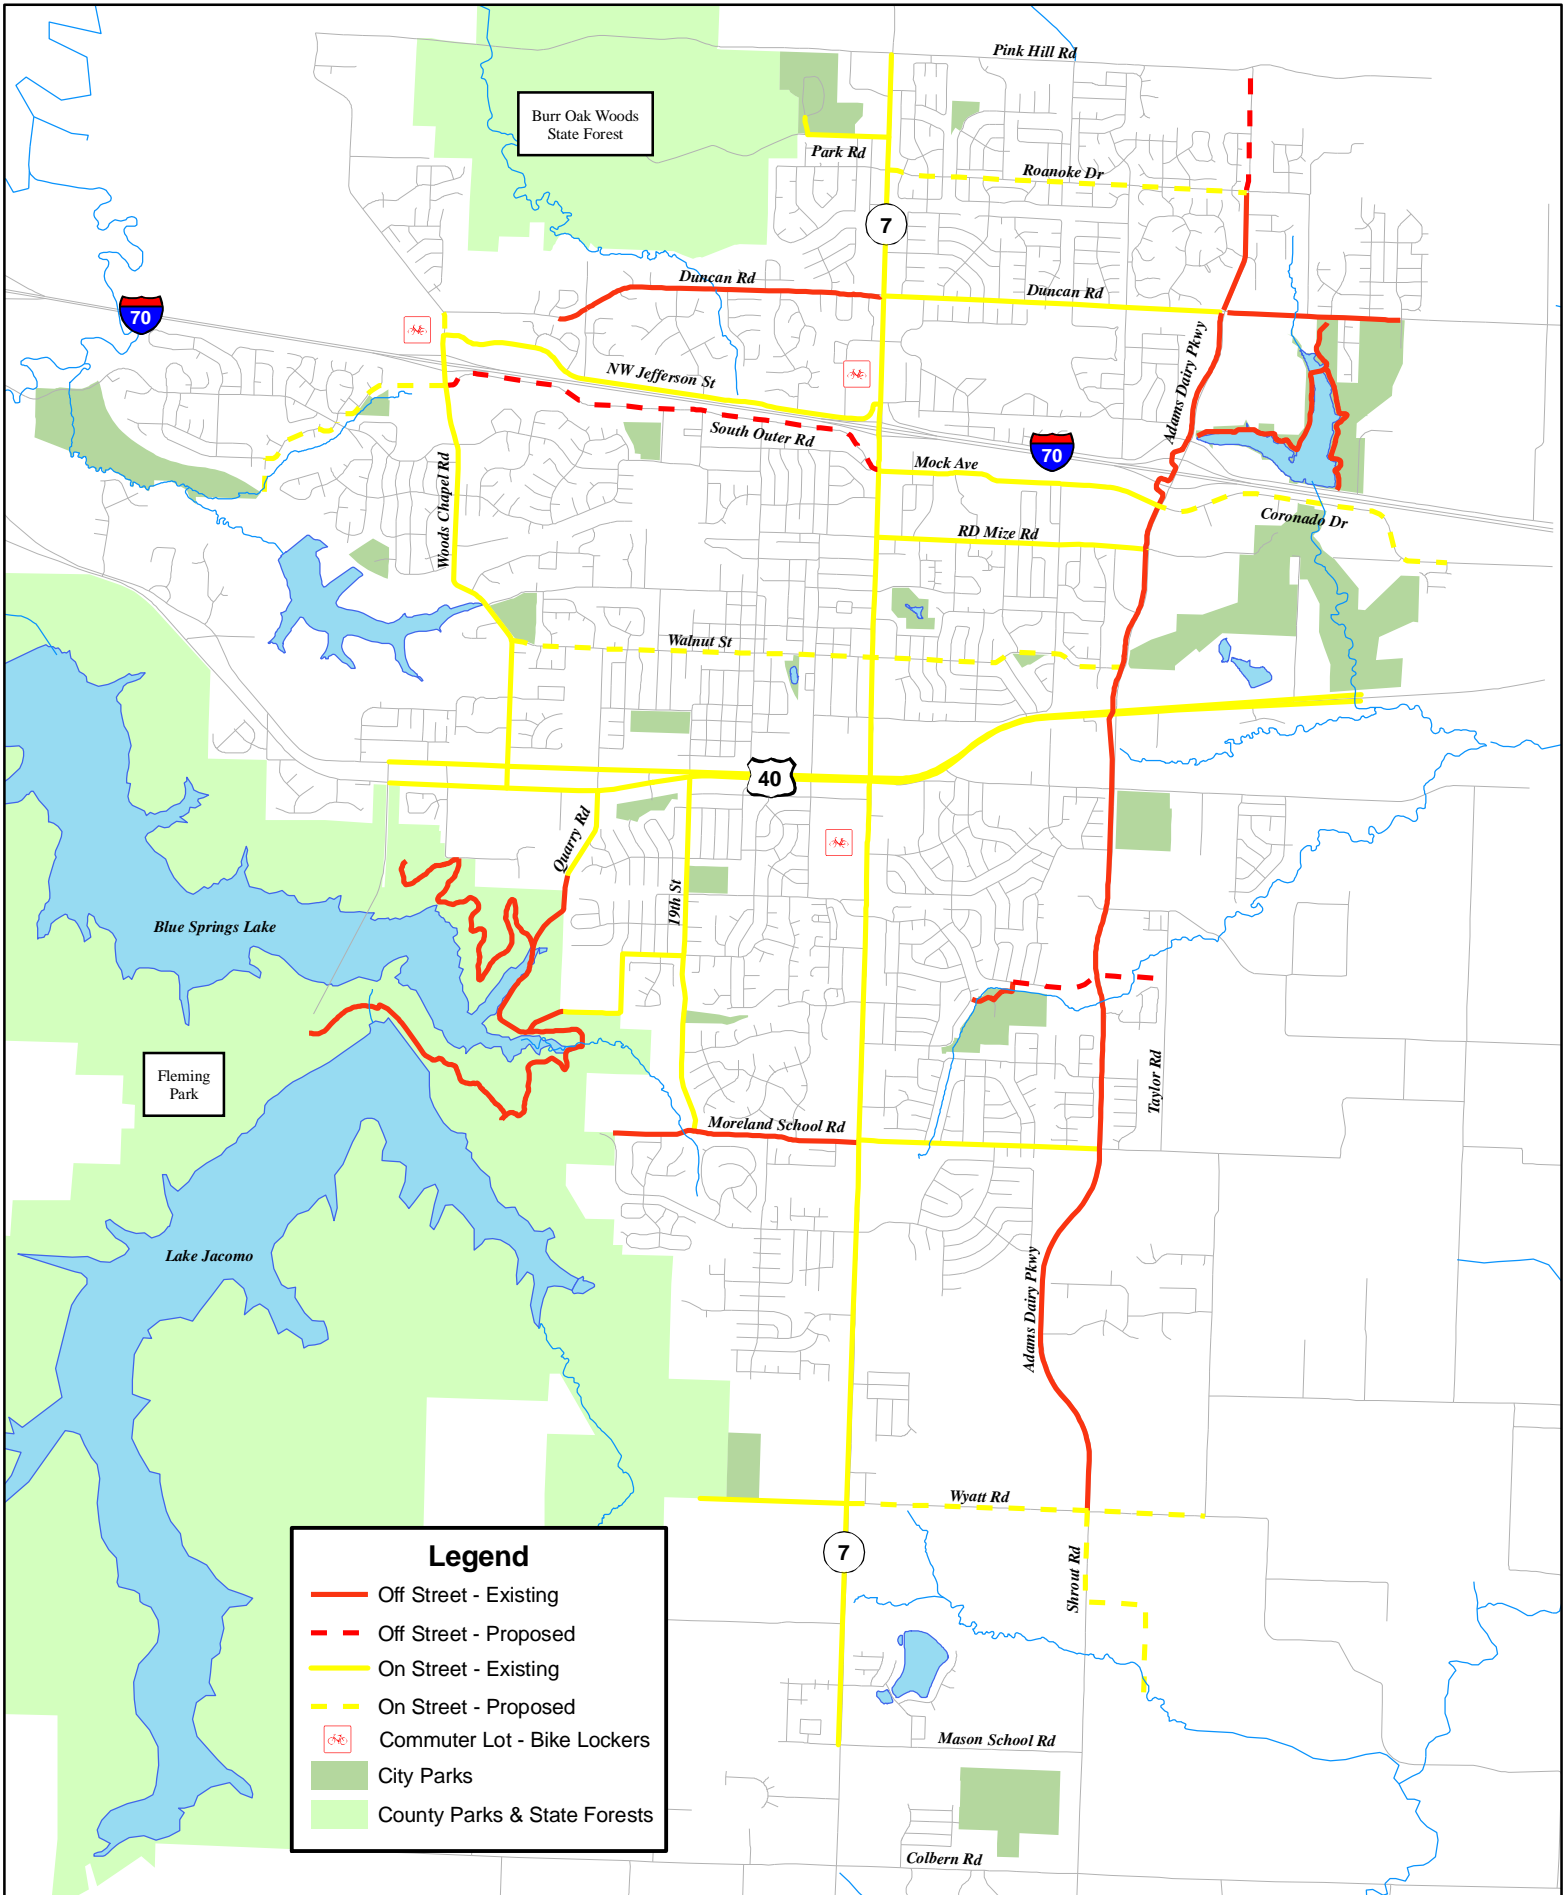 Pink Hill Rd
Burr Oak Woods
State Forest
Park Rd
Roanoke Dr
7
Duncan Rd
Duncan Rd
70
Adams Dairy Pkwy
NW Jefferson St
South Outer Rd
70
Mock Ave
Woods Chapel Rd
Coronado Dr
RD Mize Rd
Walnut St
40
Quarry Rd
19th St
Blue Springs Lake
Fleming
Park
Taylor Rd
Moreland School Rd
Lake Jacomo
Adams Dairy Pkwy
Wyatt Rd
7
Shrout Rd
Legend
Off Street - Existing
Off Street - Proposed
On Street - Existing
On Street - Proposed
Commuter Lot - Bike Lockers
City Parks
County Parks & State Forests
Mason School Rd
Colbern Rd